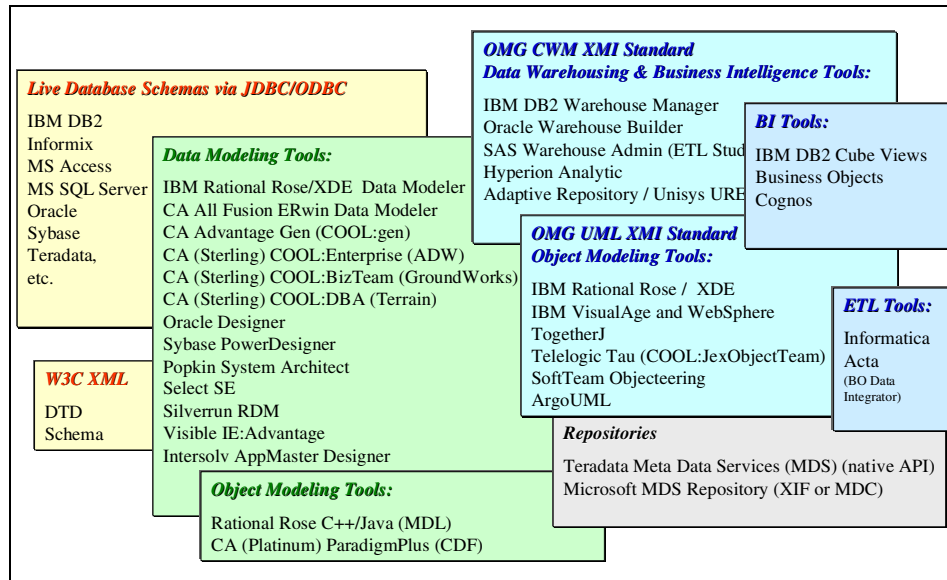 Live Database Schemas via JDBC/ODBC
IBM DB2
Informix
MS Access
MS SQL Server
Oracle
Sybase
Teradata,
etc.
W3C XML
DTD
Schema
Data Modeling Tools:
IBM Rational Rose/XDE Data Modeler
CA All Fusion ERwin Data Modeler
CA Advantage Gen (COOL:gen)
CA (Sterling) COOL:Enterprise (ADW)
CA (Sterling) COOL:BizTeam (GroundWorks)
CA (Sterling) COOL:DBA (Terrain)
Oracle Designer
Sybase PowerDesigner
Popkin System Architect
Select SE
Silverrun RDM
Visible IE:Advantage
Intersolv AppMaster Designer
Object Modeling Tools:
Rational Rose C++/Java (MDL)
CA (Platinum) ParadigmPlus (CDF)
OMG CWM XMI Standard
Data Warehousing & Business Intelligence Tools:
IBM DB2 Warehouse Manager
Oracle Warehouse Builder
SAS Warehouse Admin (ETL Stud
Hyperion Analytic
Adaptive Repository / Unisys URE
BI Tools:
IBM DB2 Cube Views
Business Objects
Cognos
OMG UML XMI Standard
Object Modeling Tools:
IBM Rational Rose / XDE
IBM VisualAge and WebSphere
TogetherJ
Telelogic Tau (COOL:JexObjectTeam)
SoftTeam Objecteering
ArgoUML
ETL Tools:
Informatica
Acta
(BO Data
Integrator)
Repositories
Teradata Meta Data Services (MDS) (native API)
Microsoft MDS Repository (XIF or MDC)